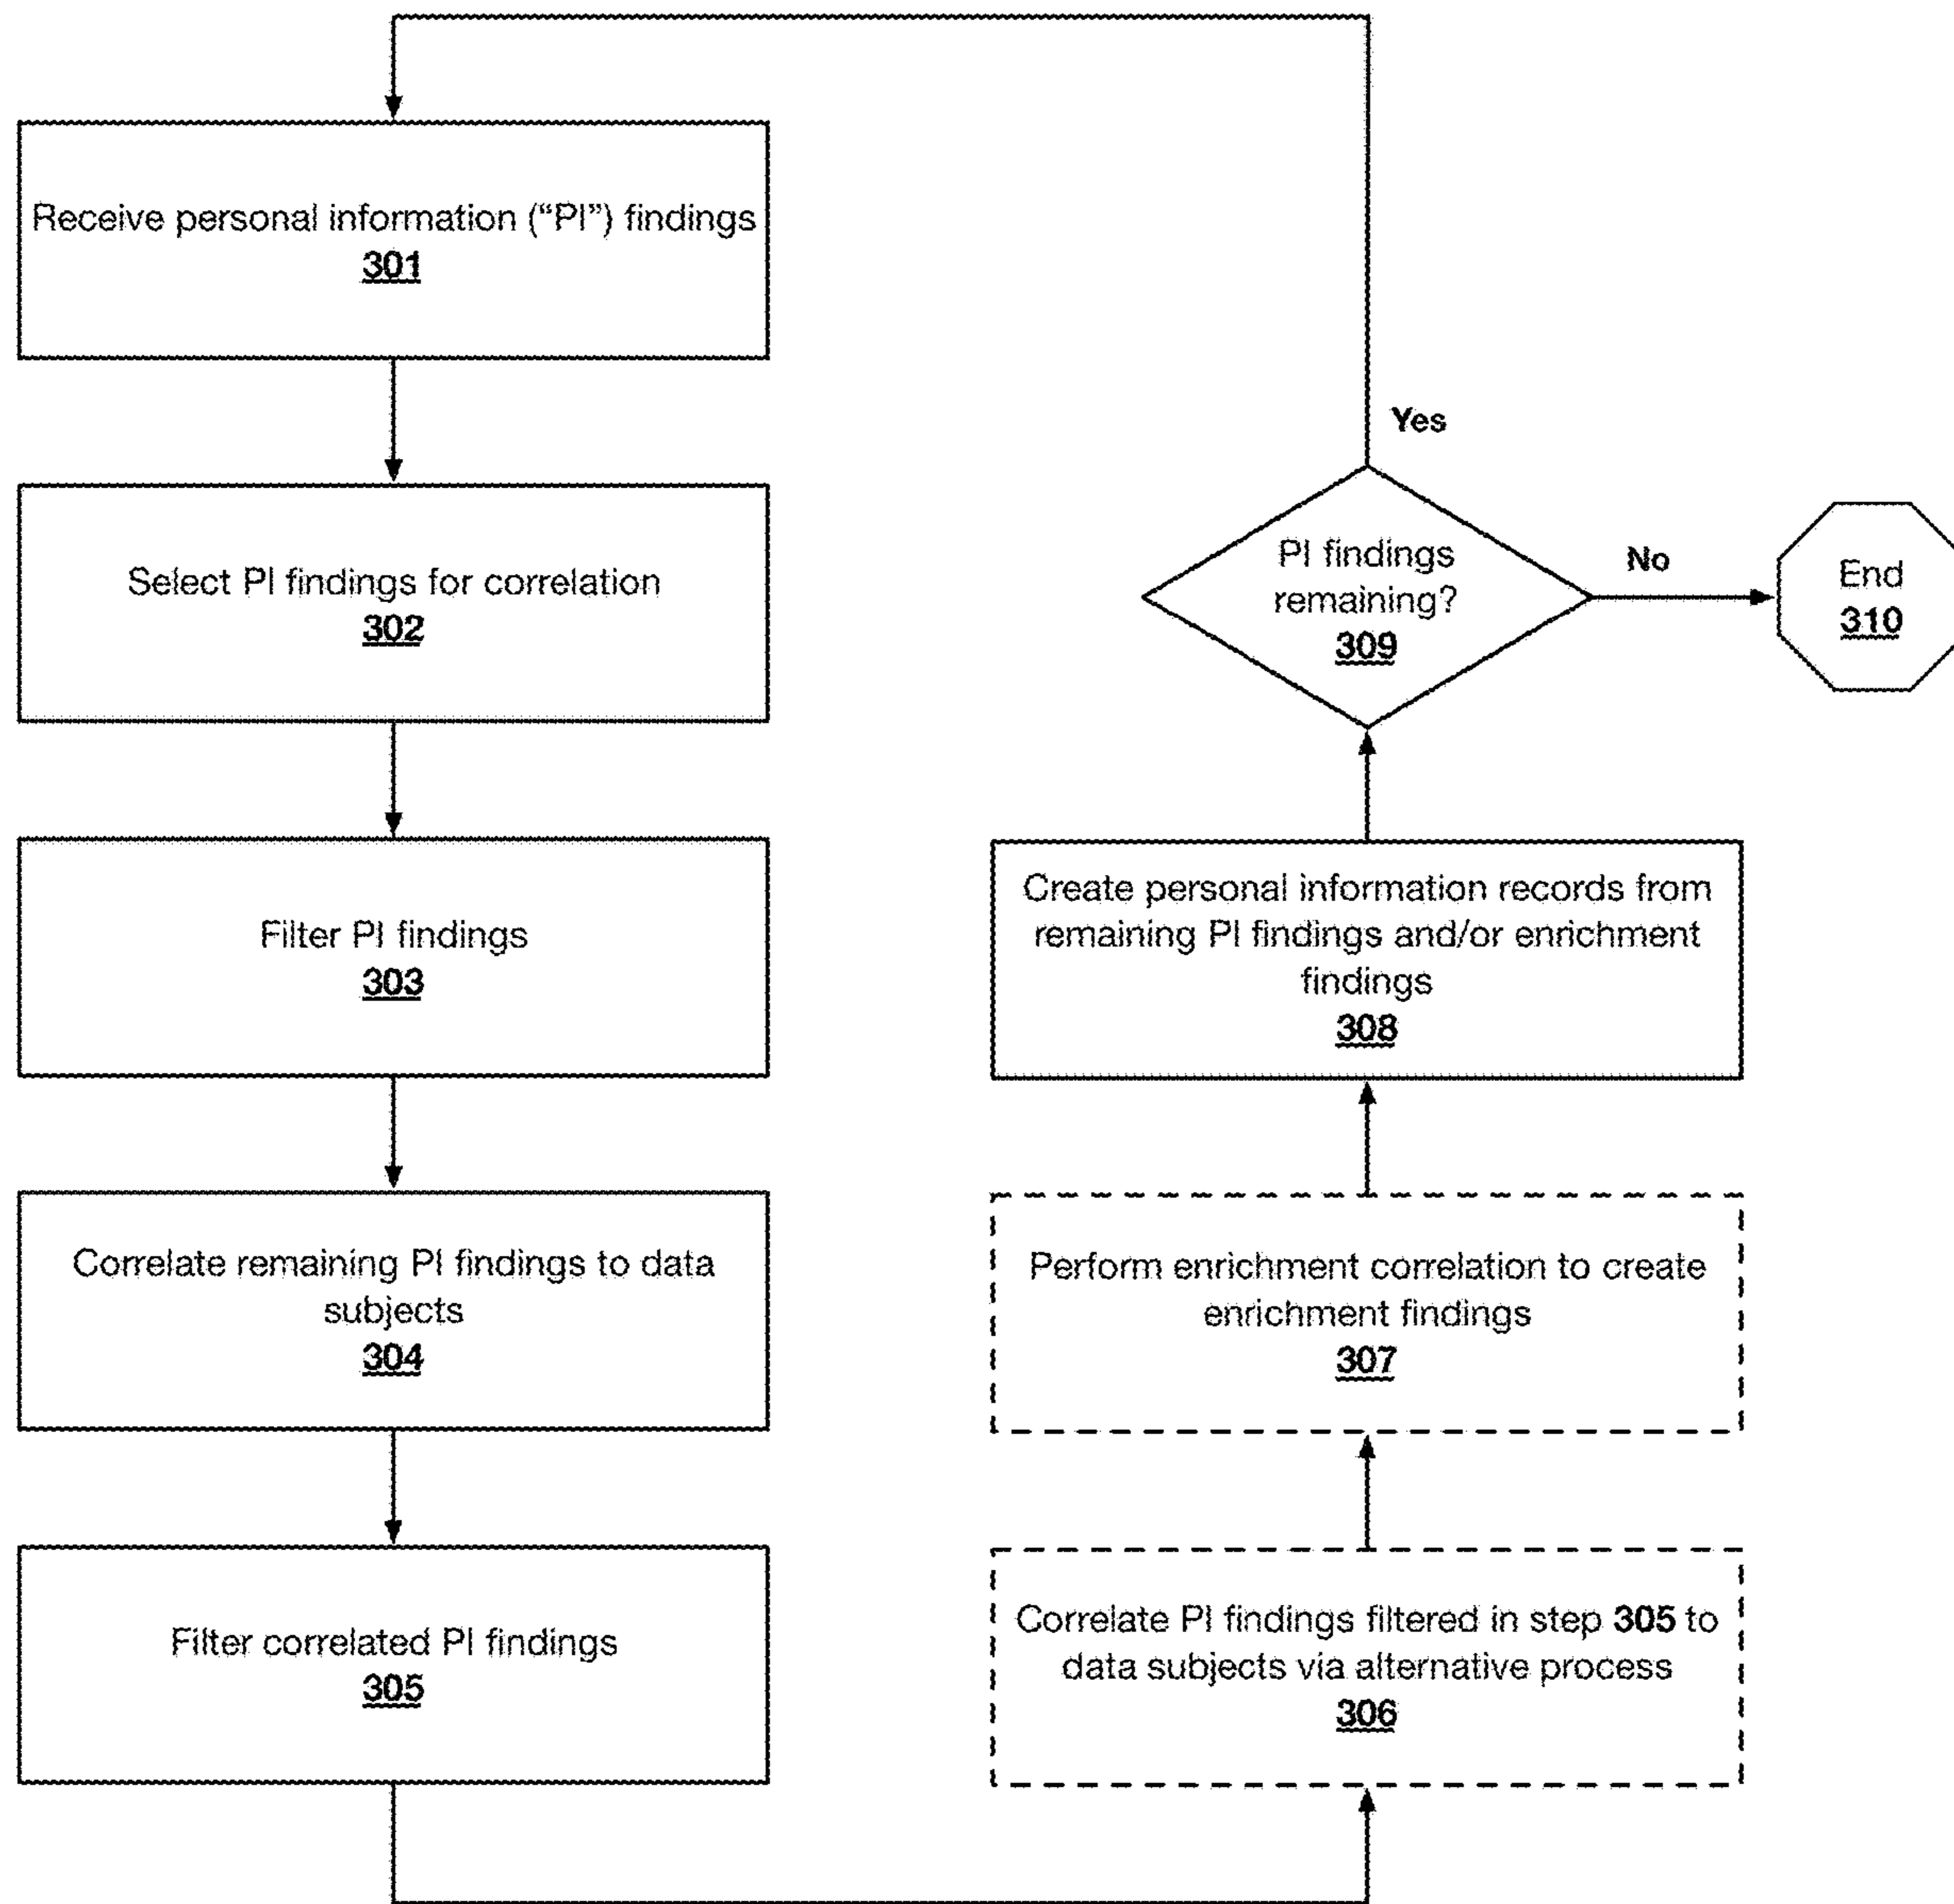 Receive personal information (“PI”) findings
301
Select PI findings for correlation
302
Filter PI findings
303
Correlate remaining PI findings to data
subjects
304
Filter correlated PI findings
305
Correlate PI findings filtered in step 305 to
data subjects via alternative process
306
Perform enrichment correlation to create
enrichment findings
307
Create personal information records from
remaining PI findings and/or enrichment
findings
308
PI findings
remaining?
309
Yes
No
End
310